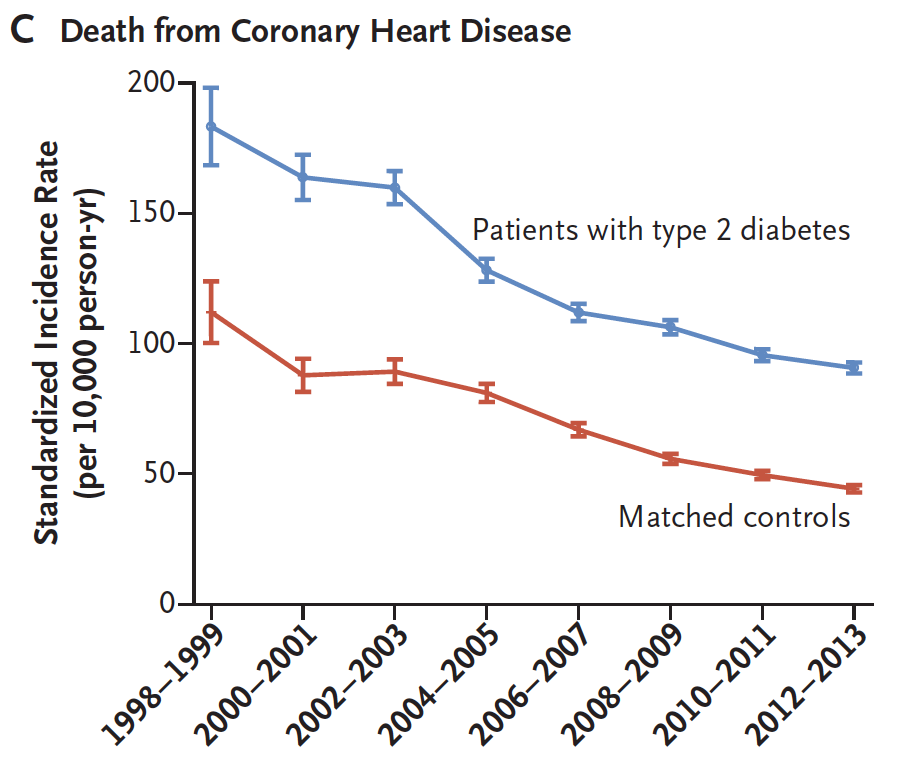 C Death from Coronary Heart Disease
Standardized Incidence Rate
(per 10,000 person-yr)
200
150
100
50
0
Patients with type 2 diabetes
Matched controls
1998–1999
2000–2001
2002–2003
2004–2005
2006–2007
2008–2009
2010–2011
2012–2013